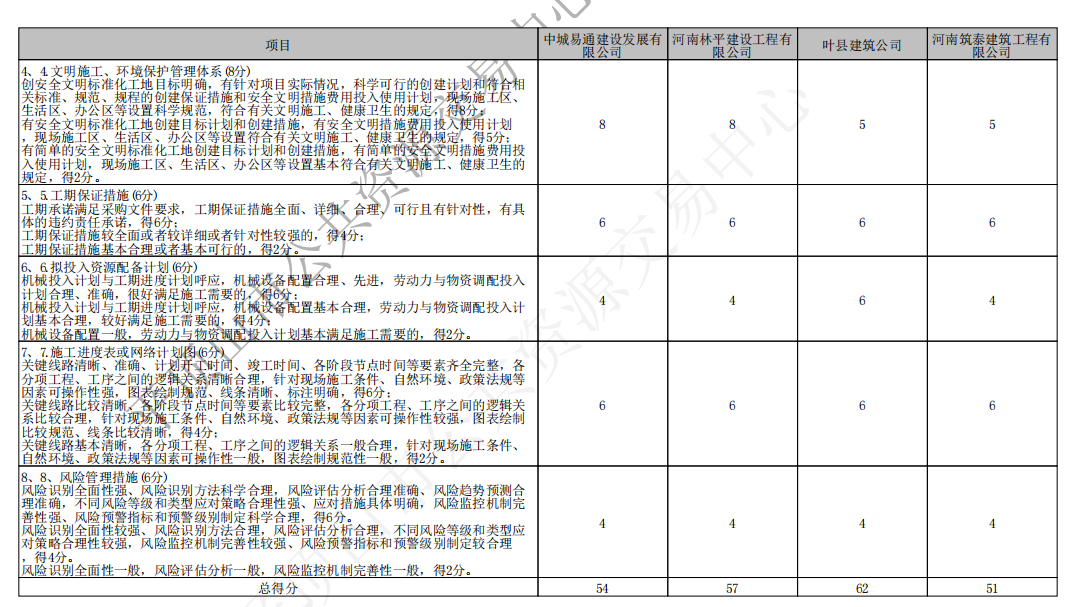 项目
中城易通建设发展有
限公司
河南林平建设工程有
限公司
叶县建筑公司
河南筑泰建筑工程有
限公司
4、4.文明施工、环境保护管理体系(8分)
创安全文明标准化工地目标明确，有针对项目实际情况，科学可行的创建计划和符合相
关标准、规范、规程的创建保证措施和安全文明措施费用投入使用计划，现场施工区、
生活区、办公区等设置科学规范，符合有关文明施工、健康卫生的规定，得8分；
有安全文明标准化工地创建目标计划和创建措施，有安全文明措施费用投入使用计划
，现场施工区、生活区、办公区等设置符合有关文明施工、健康卫生的规定，得5分；
有简单的安全文明标准化工地创建目标计划和创建措施，有简单的安全文明措施费用投
入使用计划，现场施工区、生活区、办公区等设置基本符合有关文明施工、健康卫生的
规定，得2分。
8
8
5
5
5、5.工期保证措施(6分)
工期承诺满足采购文件要求，工期保证措施全面、详细、合理、可行且有针对性，有具
体的违约责任承诺，得6分；
工期保证措施较全面或者较详细或者针对性较强的，得4分；
工期保证措施基本合理或者基本可行的，得2分。
6
6
6
6
6、6.拟投入资源配备计划(6分)
机械投入计划与工期进度计划呼应，机械设备配置合理、先进，劳动力与物资调配投入
计划合理、准确，很好满足施工需要的，得6分；
机械投入计划与工期进度计划呼应，机械设备配置基本合理，劳动力与物资调配投入计
划基本合理，较好满足施工需要的，得4分；
机械设备配置一般，劳动力与物资调配投入计划基本满足施工需要的，得2分。
4
4
6
4
7、7.施工进度表或网络计划图(6分)
关键线路清晰、准确、计划开工时间、竣工时间、各阶段节点时间等要素齐全完整，各
分项工程、工序之间的逻辑关系清晰合理，针对现场施工条件、自然环境、政策法规等
因素可操作性强，图表绘制规范、线条清晰、标注明确，得6分；
关键线路比较清晰，各阶段节点时间等要素比较完整，各分项工程、工序之间的逻辑关
系比较合理，针对现场施工条件、自然环境、政策法规等因素可操作性较强，图表绘制
比较规范、线条比较清晰，得4分；
关键线路基本清晰，各分项工程、工序之间的逻辑关系一般合理，针对现场施工条件、
自然环境、政策法规等因素可操作性一般，图表绘制规范性一般，得2分。
6
6
6
6
8、8、风险管理措施(6分)
风险识别全面性强、风险识别方法科学合理，风险评估分析合理准确、风险趋势预测合
理准确，不同风险等级和类型应对策略合理性强、应对措施具体明确，风险监控机制完
善性强、风险预警指标和预警级别制定科学合理，得6分。
风险识别全面性较强、风险识别方法合理，风险评估分析合理，不同风险等级和类型应
对策略合理性较强，风险监控机制完善性较强、风险预警指标和预警级别制定较合理
，得4分。
风险识别全面性一般，风险评估分析一般，风险监控机制完善性一般，得2分。
4
4
4
4
总得分
54
57
62
51